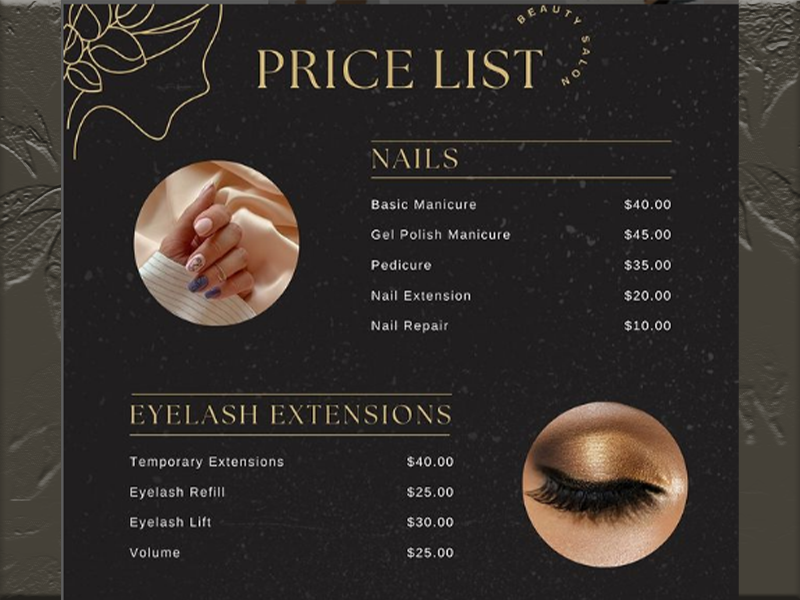 BEAUTY SALON
PRICE LIST
NAILS
Basic Manicure $40.00
Gel Polish Manicure $45.00
Pedicure $35.00
Nail Extension $20.00
Nail Repair $10.00
EYELASH EXTENSIONS
Temporary Extensions $40.00
Eyelash Refill $25.00
Eyelash Lift $30.00
Volume $25.00